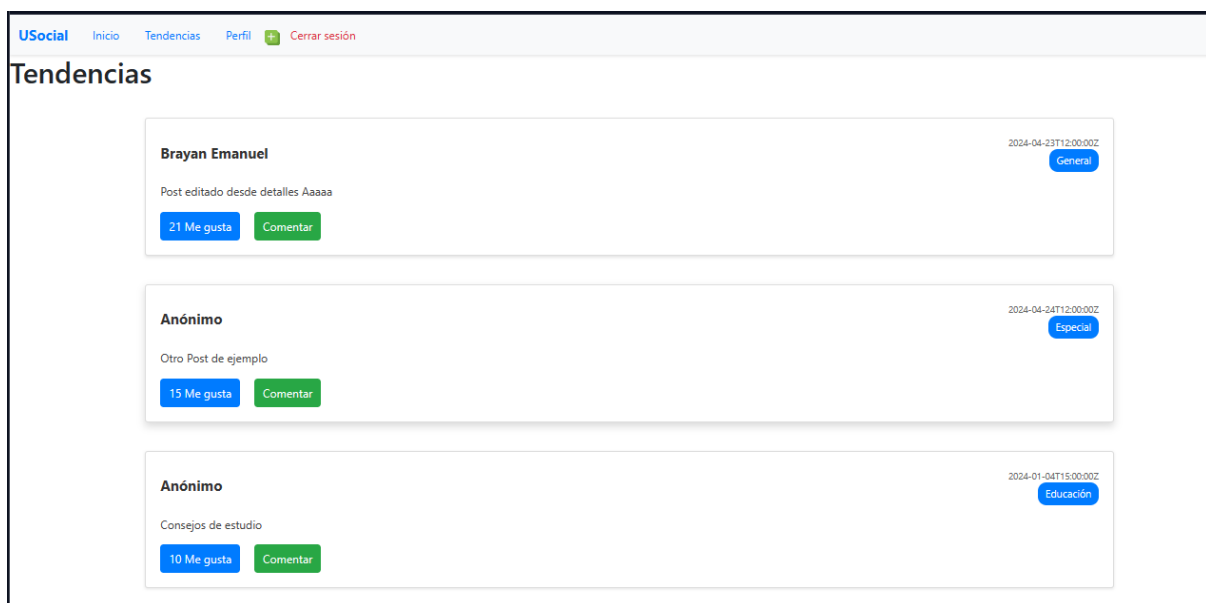 USocial Inicio Tendencias Perfil Cerrar sesión
Tendencias
Brayan Emanuel
2024-04-23T12:00:00Z
General
Post editado desde detalles Aaaaa
21 Me gusta Comentar
Anónimo
2024-04-24T12:00:00Z
Especial
Otro Post de ejemplo
15 Me gusta Comentar
Anónimo
2024-01-04T15:00:00Z
Educación
Consejos de estudio
10 Me gusta Comentar